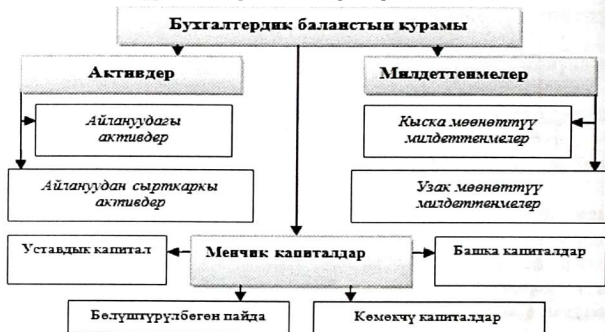 Бухгалтердик баланстын курамы
Активдер
Милдеттенмелер
Айлануудагы
активдер
Кыска мөөнөттүү
милдеттенмелер
Айлануудан сырткаркы
активдер
Узак мөөнөттүү
милдеттенмелер
Уставдык капитал
Менчик капиталдар
Башка капиталдар
Бөлүштүрүлбөгөн пайда
Көмөкчү капиталдар